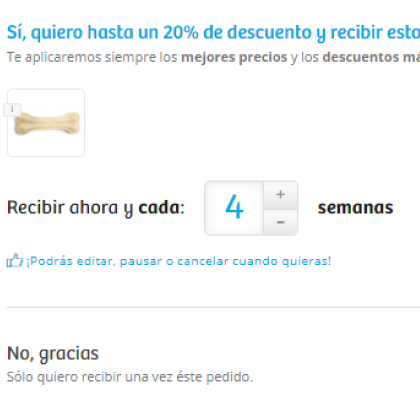 Sí, quiero hasta un 20% de descuento y recibir esto
Te aplicaremos siempre los mejores precios y los descuentos má
1
Recibir ahora y cada: 4 + semanas
-
¡Podrás editar, pausar o cancelar cuando quieras!
No, gracias
Sólo quiero recibir una vez éste pedido.